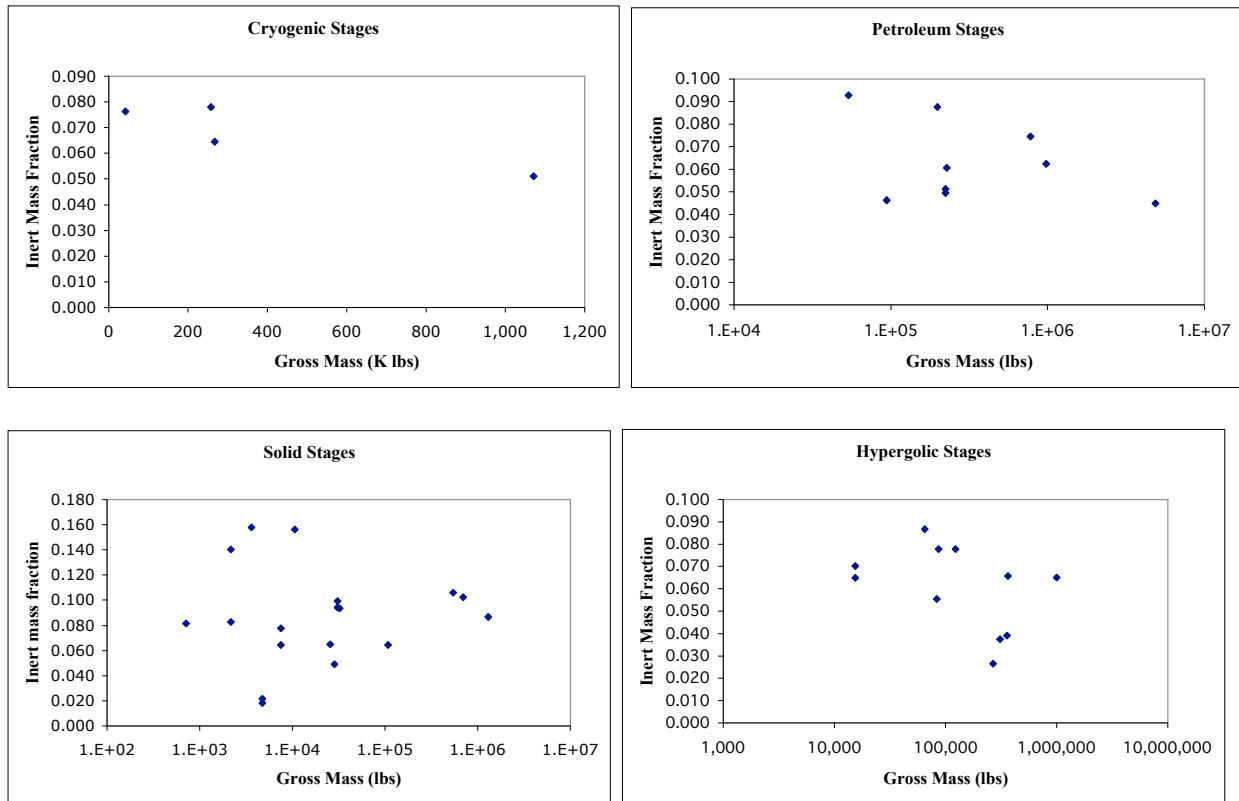 Cryogenic Stages
Inert Mass Fraction
0.090
0.080
0.070
0.060
0.050
0.040
0.030
0.020
0.010
0.000
0 200 400 600 800 1,000 1,200
Gross Mass (K lbs)
Petroleum Stages
Inert Mass Fraction
0.100
0.090
0.080
0.070
0.060
0.050
0.040
0.030
0.020
0.010
0.000
1.E+04 1.E+05 1.E+06 1.E+07
Gross Mass (lbs)
Solid Stages
Inert mass fraction
0.180
0.160
0.140
0.120
0.100
0.080
0.060
0.040
0.020
0.000
1.E+02 1.E+03 1.E+04 1.E+05 1.E+06 1.E+07
Gross Mass (lbs)
Hypergolic Stages
Inert Mass Fraction
0.100
0.090
0.080
0.070
0.060
0.050
0.040
0.030
0.020
0.010
0.000
1,000 10,000 100,000 1,000,000 10,000,000
Gross Mass (lbs)